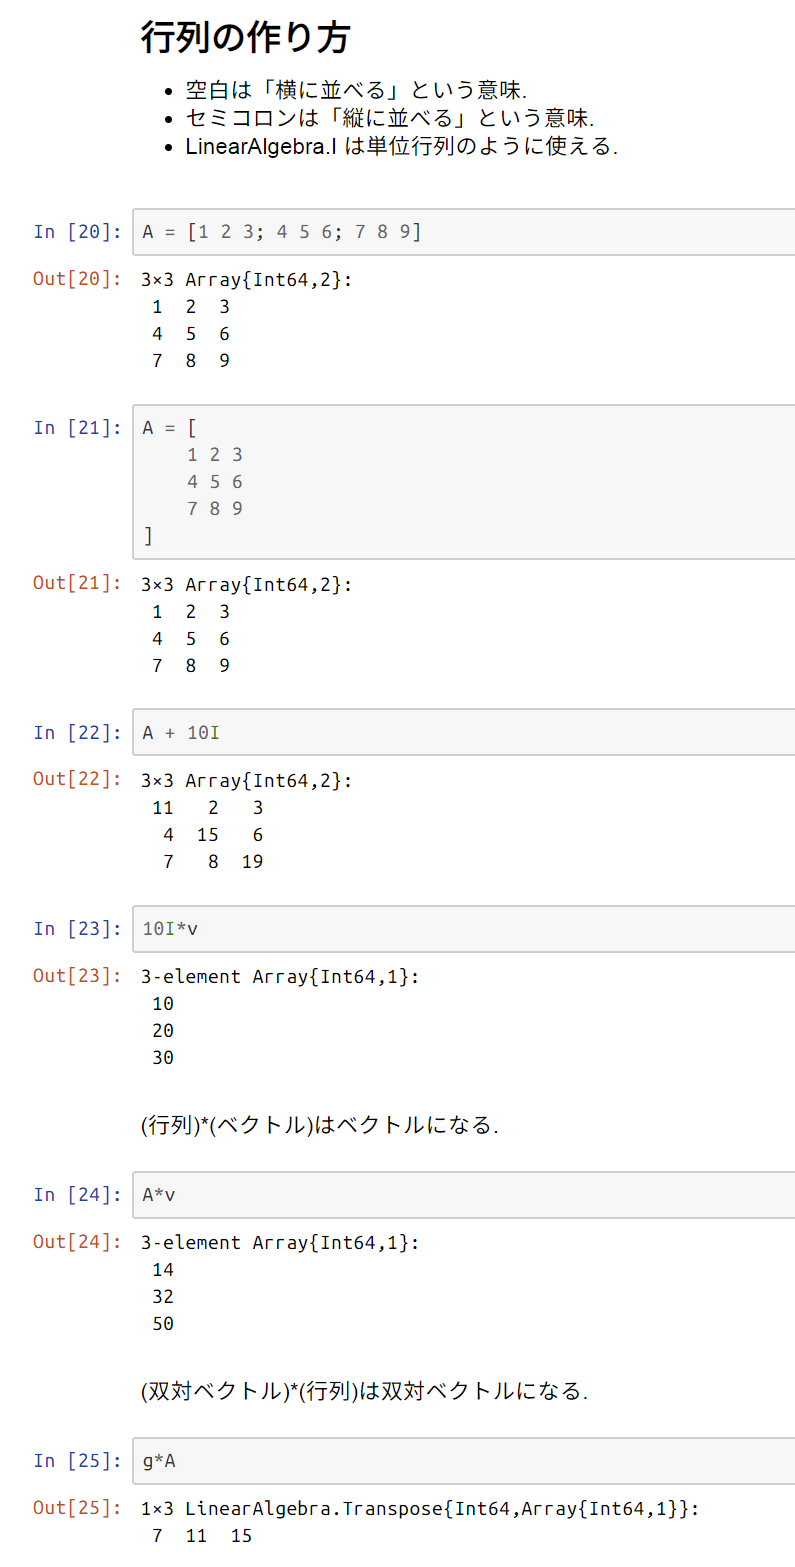 行列の作り方
• 空白は「横に並べる」という意味.
• セミコロンは「縦に並べる」という意味.
• LinearAlgebra.I は単位行列のように使える.
In [20]: A = [1 2 3; 4 5 6; 7 8 9]
Out[20]: 3×3 Array{Int64,2}:
1 2 3
4 5 6
7 8 9
In [21]: A = [
1 2 3
4 5 6
7 8 9
]
Out[21]: 3×3 Array{Int64,2}:
1 2 3
4 5 6
7 8 9
In [22]: A + 10I
Out[22]: 3×3 Array{Int64,2}:
11 2 3
4 15 6
7 8 19
In [23]: 10I*v
Out[23]: 3-element Array{Int64,1}:
10
20
30
(行列)*(ベクトル)はベクトルになる.
In [24]: A*v
Out[24]: 3-element Array{Int64,1}:
14
32
50
(双対ベクトル)*(行列)は双対ベクトルになる.
In [25]: g*A
Out[25]: 1×3 LinearAlgebra.Transpose{Int64,Array{Int64,1}}:
7 11 15